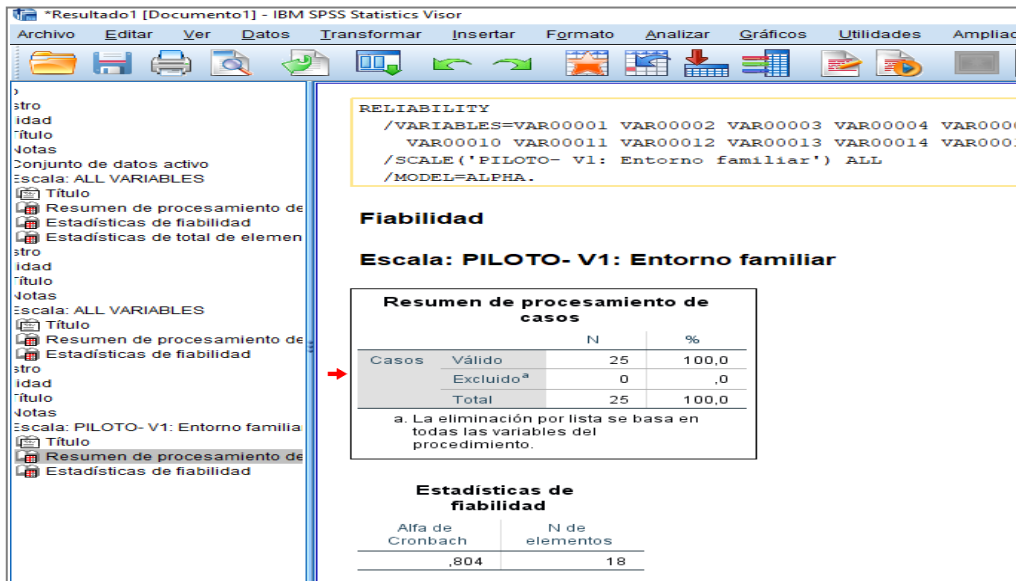 *Resultado1 [Documento1] - IBM SPSS Statistics Visor
Archivo Editar Ver Datos Transformar Insertar Formato Analizar Gráficos Utilidades Ampliac
stro
idad
Título
Notas
Conjunto de datos activo
Escala: ALL VARIABLES
Título
Resumen de procesamiento de
Estadísticas de fiabilidad
Estadísticas de total de elemen
stro
idad
Título
Notas
Escala: ALL VARIABLES
Título
Resumen de procesamiento de
Estadísticas de fiabilidad
stro
idad
Título
Notas
Escala: PILOTO- V1: Entorno familia
Título
Resumen de procesamiento de
Estadísticas de fiabilidad
RELIABILITY
/VARIABLES=VAR00001 VAR00002 VAR00003 VAR00004 VAR000
VAR00010 VAR00011 VAR00012 VAR00013 VAR00014 VAR000
/SCALE('PILOTO- V1: Entorno familiar') ALL
/MODEL=ALPHA.
Fiabilidad
Escala: PILOTO- V1: Entorno familiar
Resumen de procesamiento de
casos
N %
Casos Válido 25 100,0
Excluido^a 0 ,0
Total 25 100,0
a. La eliminación por lista se basa en
todas las variables del
procedimiento.
Estadísticas de
fiabilidad
Alfa de N de
Cronbach elementos
,804 18